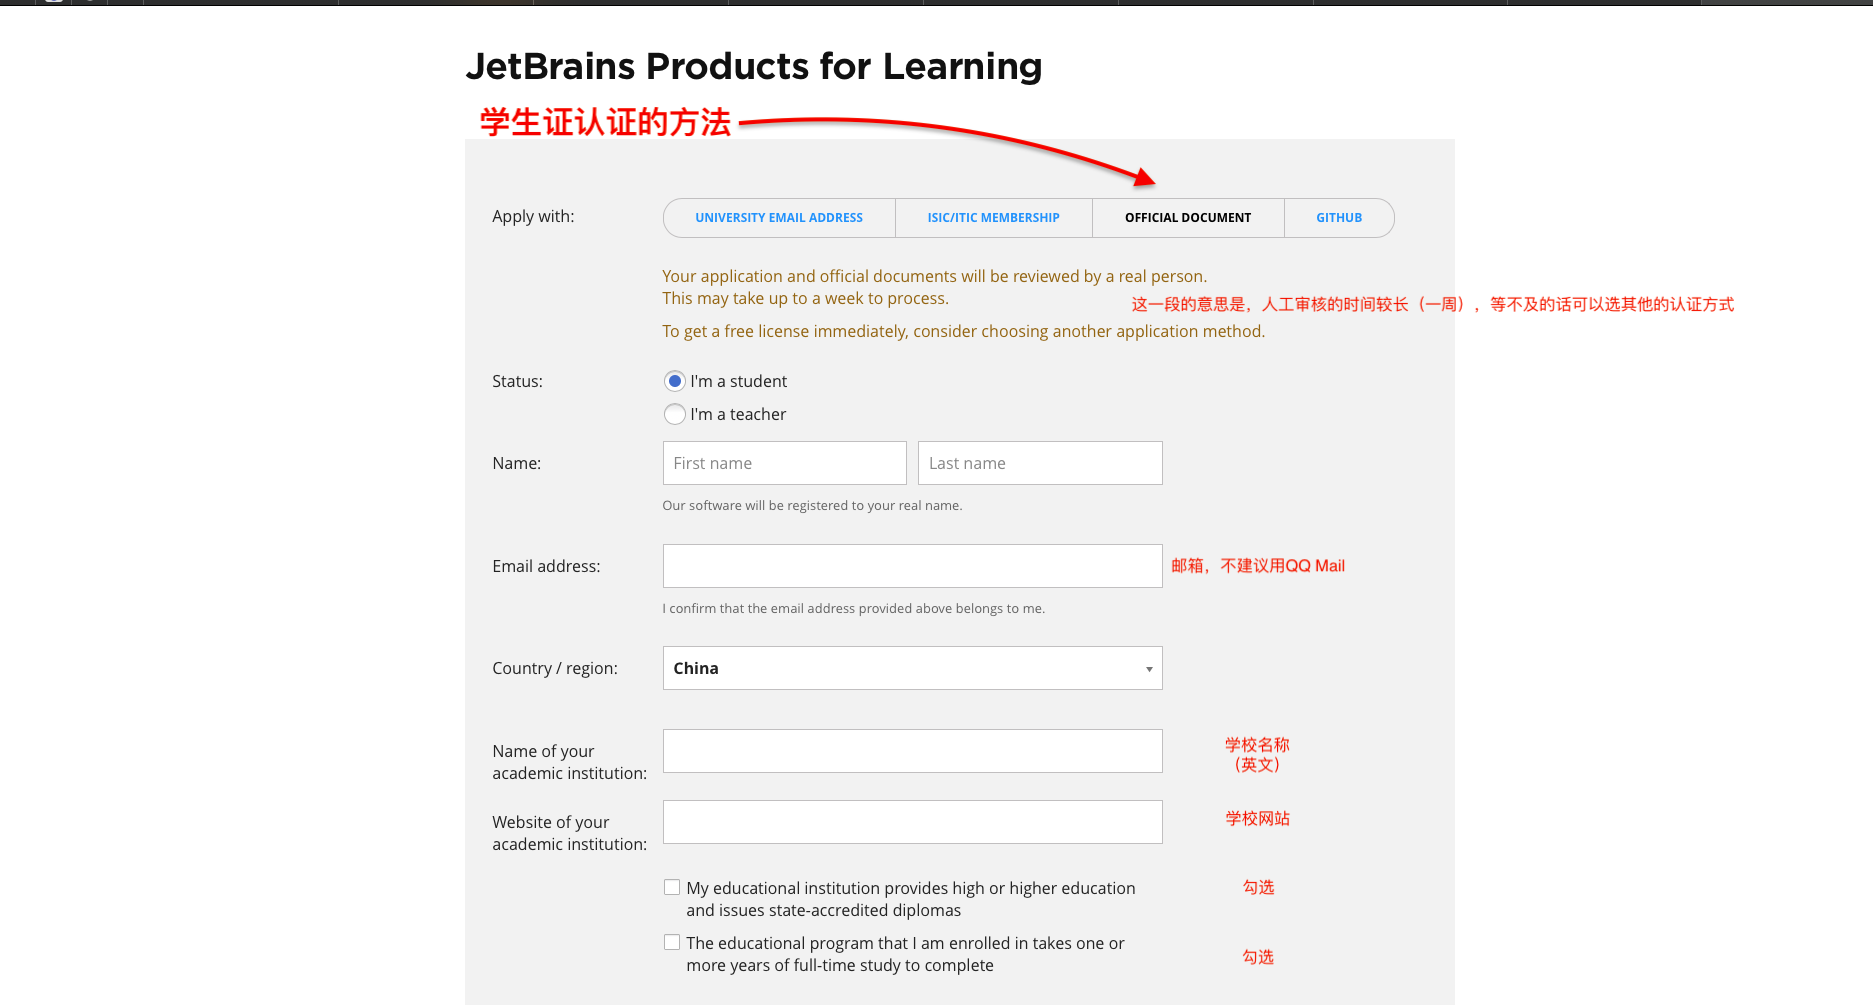 JetBrains Products for Learning
学生证认证的方法
Apply with:
UNIVERSITY EMAIL ADDRESS
ISIC/ITIC MEMBERSHIP
OFFICIAL DOCUMENT
GITHUB
Your application and official documents will be reviewed by a real person.
This may take up to a week to process.
这一段的意思是，人工审核的时间较长（一周），等不及的话可以选其他的认证方式
To get a free license immediately, consider choosing another application method.
Status:
I'm a student
I'm a teacher
Name:
First name
Last name
Our software will be registered to your real name.
Email address:
邮箱，不建议用QQ Mail
I confirm that the email address provided above belongs to me.
Country / region:
China
Name of your
academic institution:
学校名称
（英文）
Website of your
academic institution:
学校网站
My educational institution provides high or higher education
and issues state-accredited diplomas
勾选
The educational program that I am enrolled in takes one or
more years of full-time study to complete
勾选